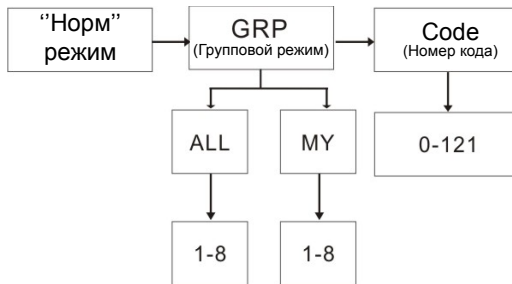 ‘‘Норм’’
режим
GRP
(Групповой режим)
Code
(Номер кода)
ALL
MY
0-121
1-8
1-8